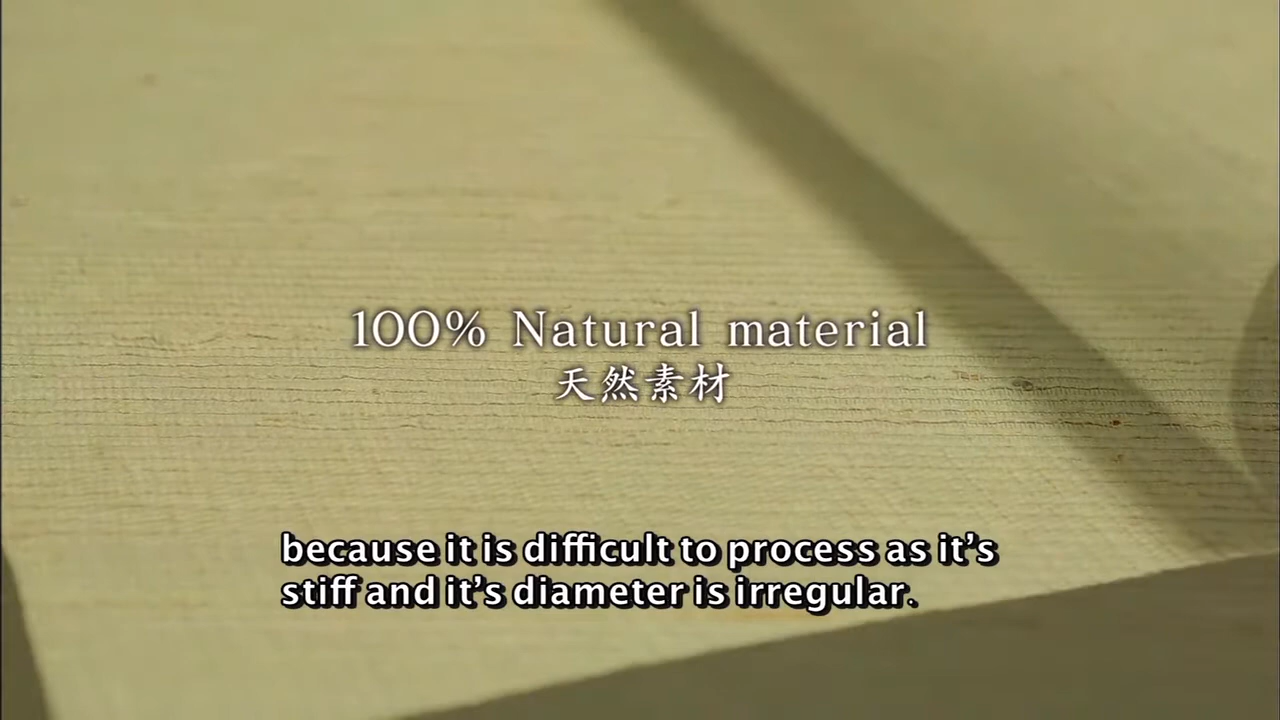 100% Natural material
天然素材
because it is difficult to process as it’s
stiff and it’s diameter is irregular.